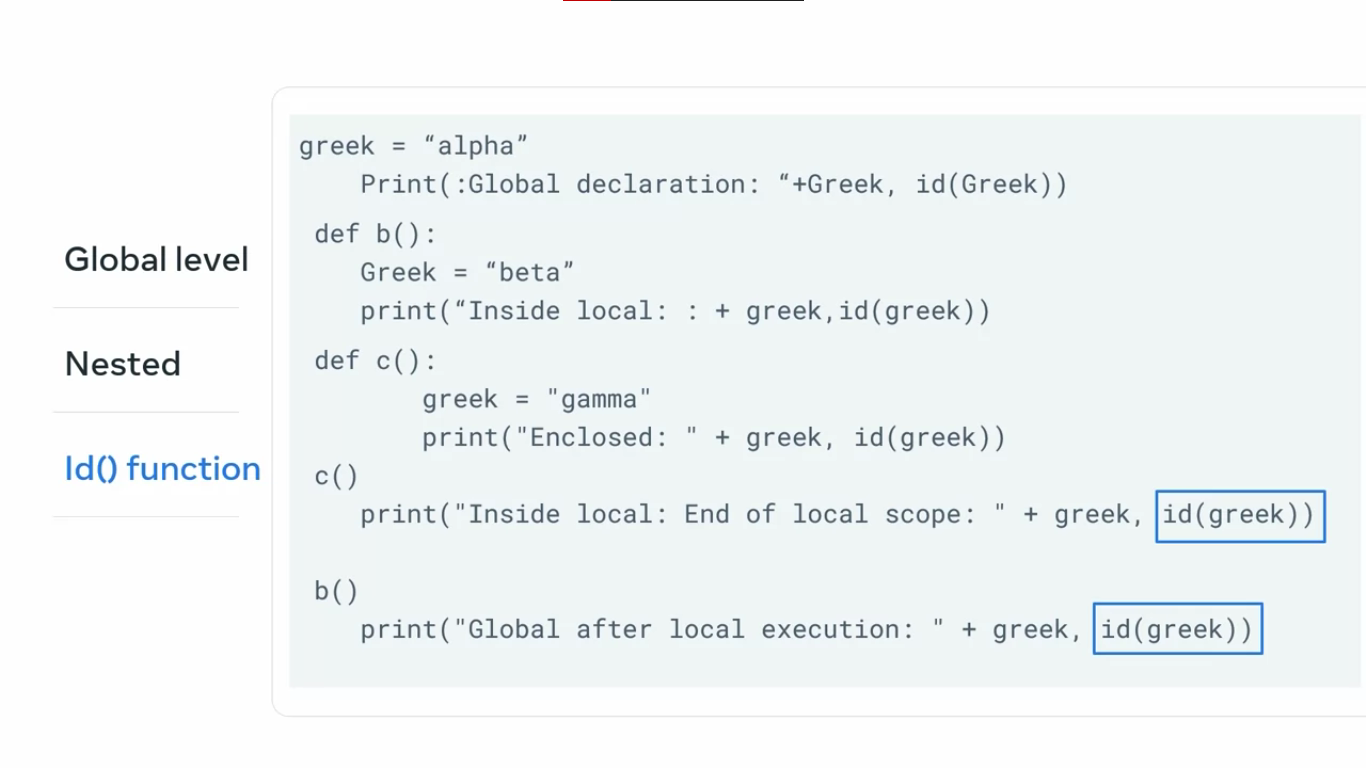 Global level
Nested
Id() function
greek = “alpha”
Print(:Global declaration: “+Greek, id(Greek))
def b():
Greek = “beta”
print(“Inside local: : + greek,id(greek))
def c():
greek = "gamma"
print("Enclosed: " + greek, id(greek))
c()
print("Inside local: End of local scope: " + greek, id(greek))
b()
print("Global after local execution: " + greek, id(greek))